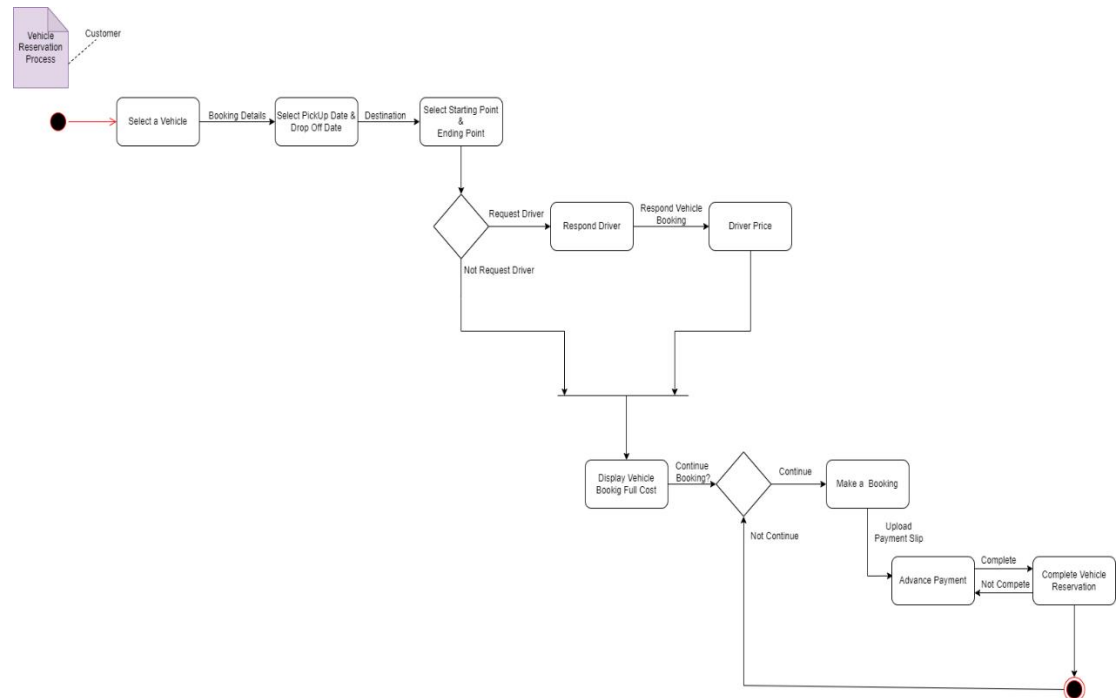 Vehicle
Reservation
Process
Customer
Select a Vehicle
Booking Details
Select PickUp Date &
Drop Off Date
Destination
Select Starting Point
&
Ending Point
Request Driver
Respond Driver
Respond Vehicle
Booking
Driver Price
Not Request Driver
Display Vehicle
Bookig Full Cost
Continue
Booking?
Continue
Make a Booking
Not Continue
Upload
Payment Slip
Advance Payment
Complete
Not Compete
Complete Vehicle
Reservation